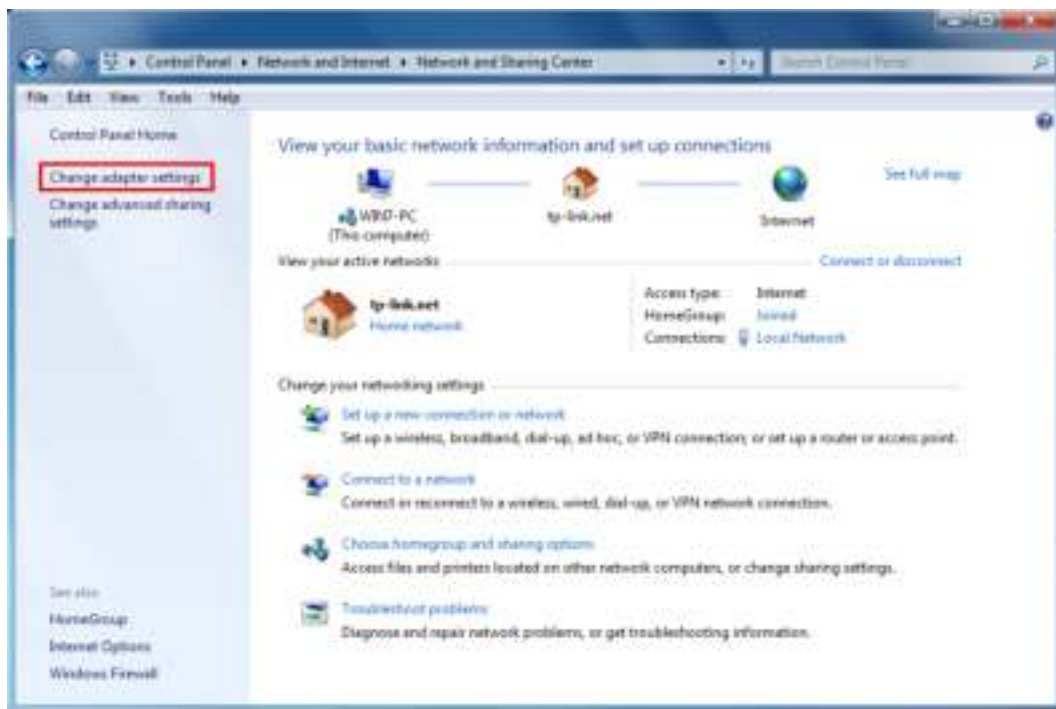 Control Panel ▸ Network and Internet ▸ Network and Sharing Center
Search Control Panel
File Edit View Tools Help
Control Panel Home
Change adapter settings
Change advanced sharing
settings
View your basic network information and set up connections
See full map
WIN7-PC
(This computer)
tp-link.net
Internet
View your active networks
Connect or disconnect
tp-link.net
Home network
Access type: Internet
HomeGroup: Joined
Connections: Local Network
Change your networking settings
Set up a new connection or network
Set up a wireless, broadband, dial-up, ad hoc, or VPN connection; or set up a router or access point.
Connect to a network
Connect or reconnect to a wireless, wired, dial-up, or VPN network connection.
Choose homegroup and sharing options
Access files and printers located on other network computers, or change sharing settings.
Troubleshoot problems
Diagnose and repair network problems, or get troubleshooting information.
See also
HomeGroup
Internet Options
Windows Firewall